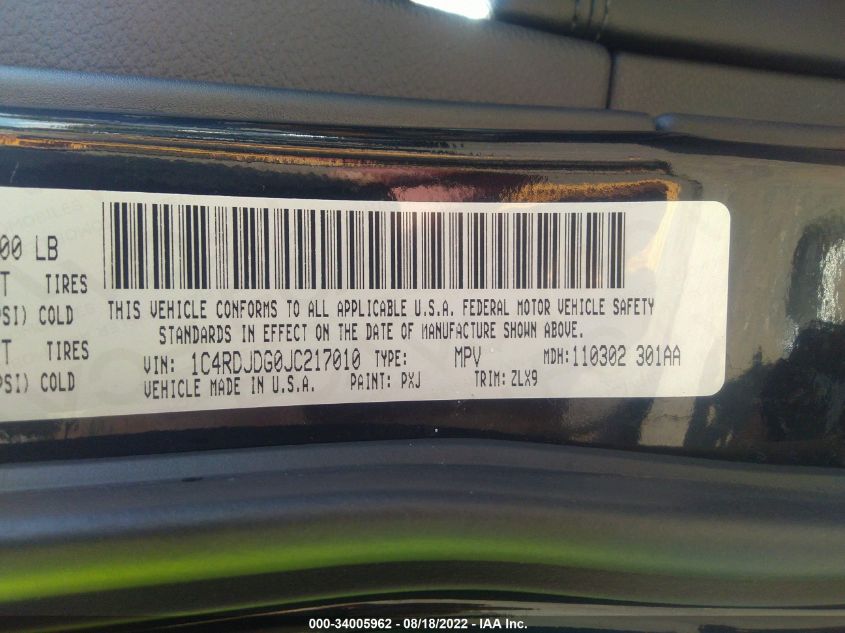 00 LB
T TIRES
PSI) COLD
T TIRES
PSI) COLD
THIS VEHICLE CONFORMS TO ALL APPLICABLE U.S.A. FEDERAL MOTOR VEHICLE SAFETY
STANDARDS IN EFFECT ON THE DATE OF MANUFACTURE SHOWN ABOVE.
VIN: 1C4RDJDG0JC217010 TYPE: MPV MDH: 110302 301AA
VEHICLE MADE IN U.S.A. PAINT: PXJ TRIM: ZLX9
000-34005962 - 08/18/2022 - IAA Inc.